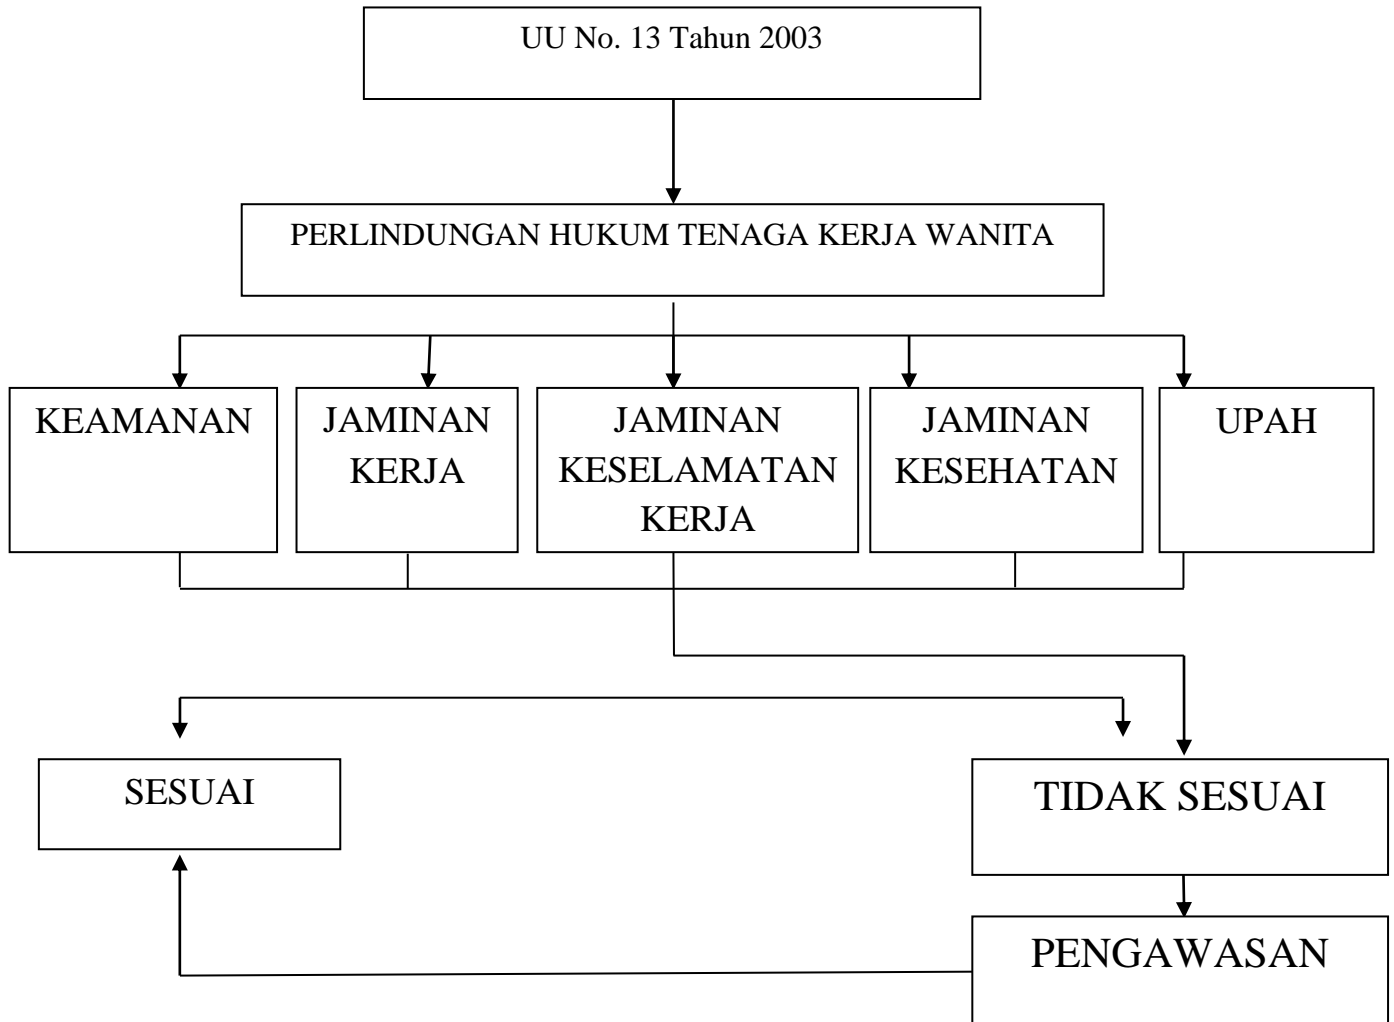 UU No. 13 Tahun 2003
PERLINDUNGAN HUKUM TENAGA KERJA WANITA
KEAMANAN
JAMINAN
KERJA
JAMINAN
KESELAMATAN
KERJA
JAMINAN
KESEHATAN
UPAH
SESUAI
TIDAK SESUAI
PENGAWASAN